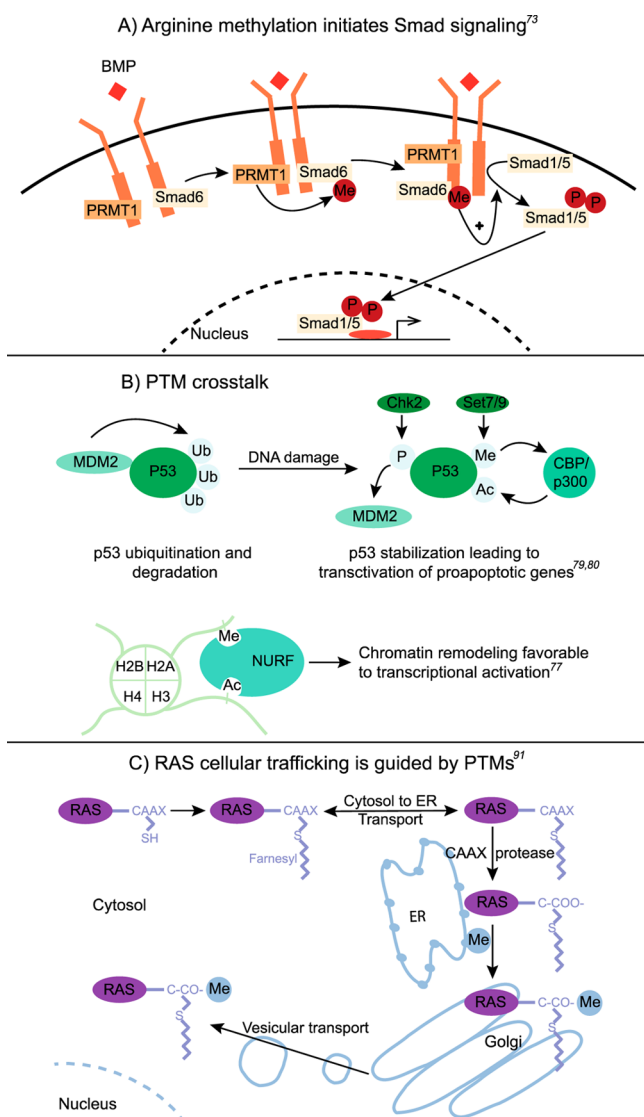 A) Arginine methylation initiates Smad signaling73
BMP
PRMT1
Smad6
PRMT1
Smad6
Me
PRMT1
Smad6
Me
+
Smad1/5
P
P
Smad1/5
P
P
Smad1/5
Nucleus
B) PTM crosstalk
MDM2
P53
Ub
Ub
Ub
DNA damage
Chk2
Set7/9
P
P53
Me
Ac
CBP/
p300
MDM2
p53 ubiquitination and
degradation
p53 stabilization leading to
transctivation of proapoptotic genes79,80
H2B
H2A
H4
H3
Me
Ac
NURF
Chromatin remodeling favorable
to transcriptional activation77
C) RAS cellular trafficking is guided by PTMs91
RAS
CAAX
SH
RAS
CAAX
S
Farnesyl
Cytosol to ER
Transport
RAS
CAAX
S
CAAX protease
Cytosol
ER
RAS
C-COO-
S
Me
RAS
C-CO-
Me
S
Golgi
RAS
C-CO-
Me
S
Vesicular transport
Nucleus